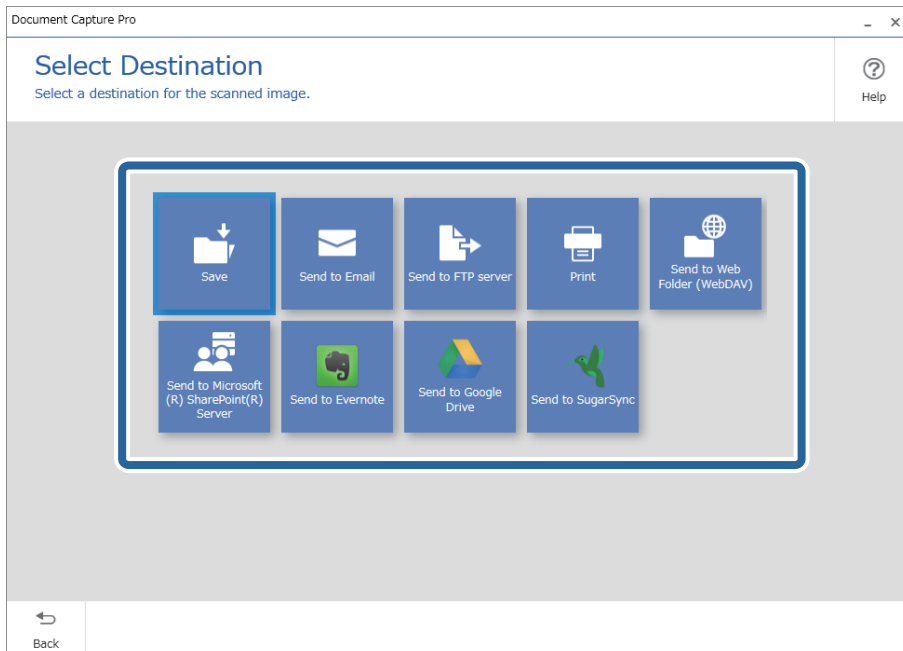 Document Capture Pro
Select Destination
Select a destination for the scanned image.
Help
Save
Send to Email
Send to FTP server
Print
Send to Web
Folder (WebDAV)
Send to Microsoft
(R) SharePoint(R)
Server
Send to Evernote
Send to Google
Drive
Send to SugarSync
Back